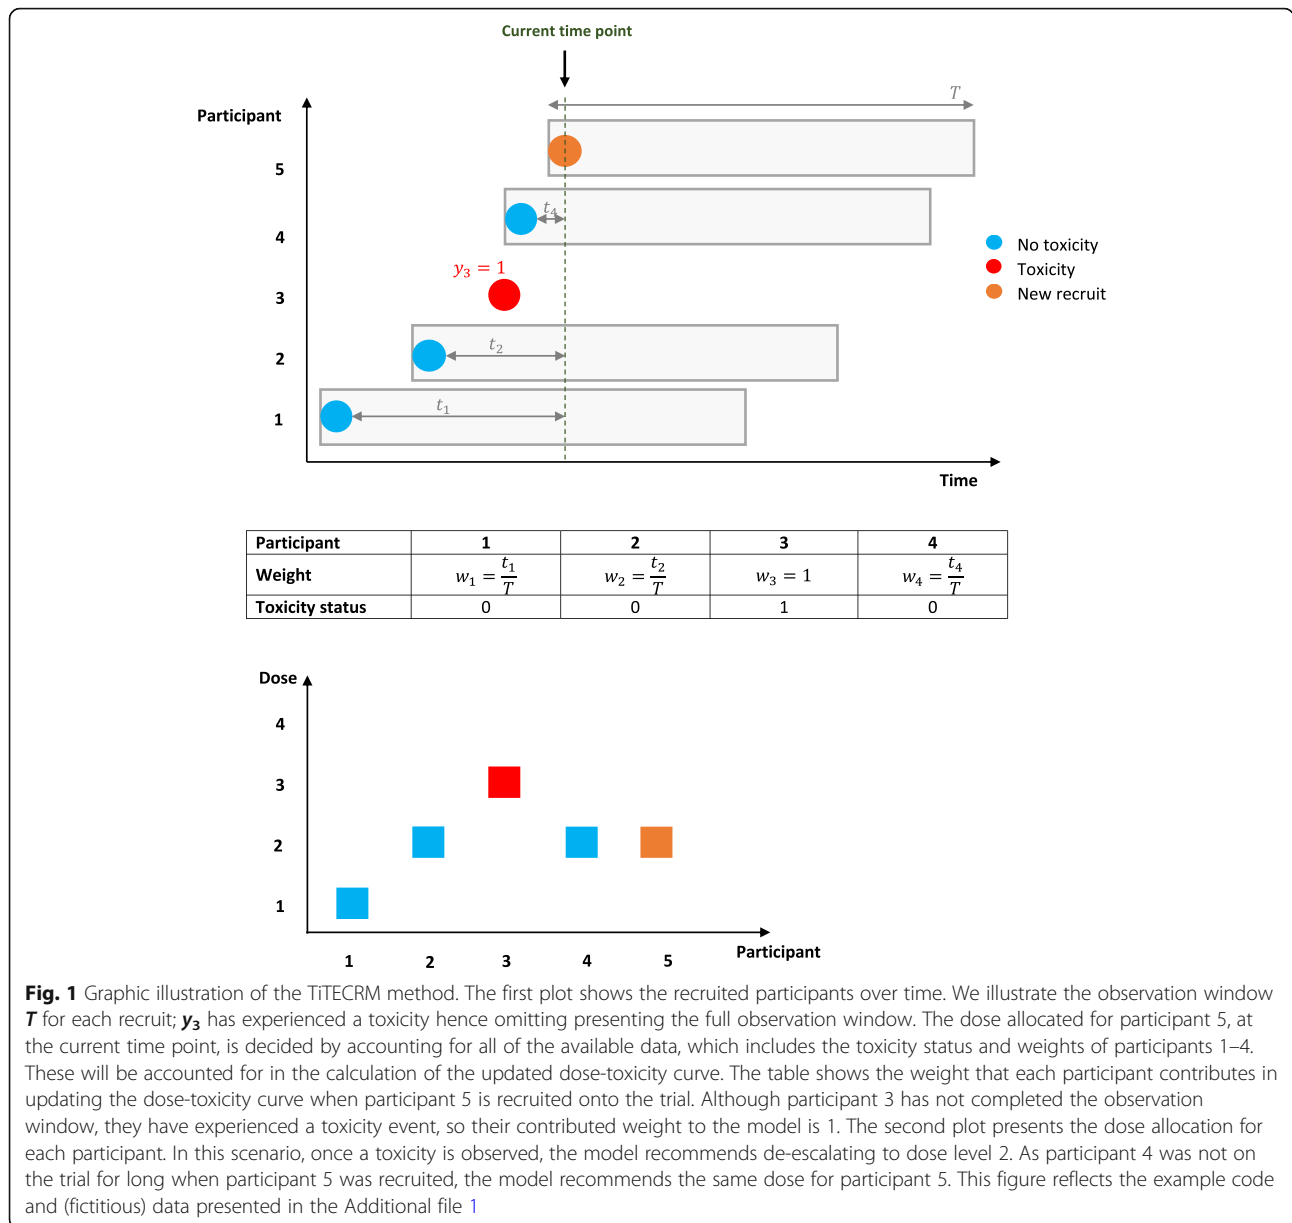 Current time point
T
Participant
5
t₄
4
No toxicity
y₃ = 1
Toxicity
3
New recruit
t₂
2
t₁
1
Time
Participant 1 2 3 4
Weight w₁ = t₁/T w₂ = t₂/T w₃ = 1 w₄ = t₄/T
Toxicity status 0 0 1 0
Dose
4
3
2
1
Participant
1 2 3 4 5
Fig. 1 Graphic illustration of the TiTECRM method. The first plot shows the recruited participants over time. We illustrate the observation window
T for each recruit; y₃ has experienced a toxicity hence omitting presenting the full observation window. The dose allocated for participant 5, at
the current time point, is decided by accounting for all of the available data, which includes the toxicity status and weights of participants 1–4.
These will be accounted for in the calculation of the updated dose-toxicity curve. The table shows the weight that each participant contributes in
updating the dose-toxicity curve when participant 5 is recruited onto the trial. Although participant 3 has not completed the observation
window, they have experienced a toxicity event, so their contributed weight to the model is 1. The second plot presents the dose allocation for
each participant. In this scenario, once a toxicity is observed, the model recommends de-escalating to dose level 2. As participant 4 was not on
the trial for long when participant 5 was recruited, the model recommends the same dose for participant 5. This figure reflects the example code
and (fictitious) data presented in the Additional file 1